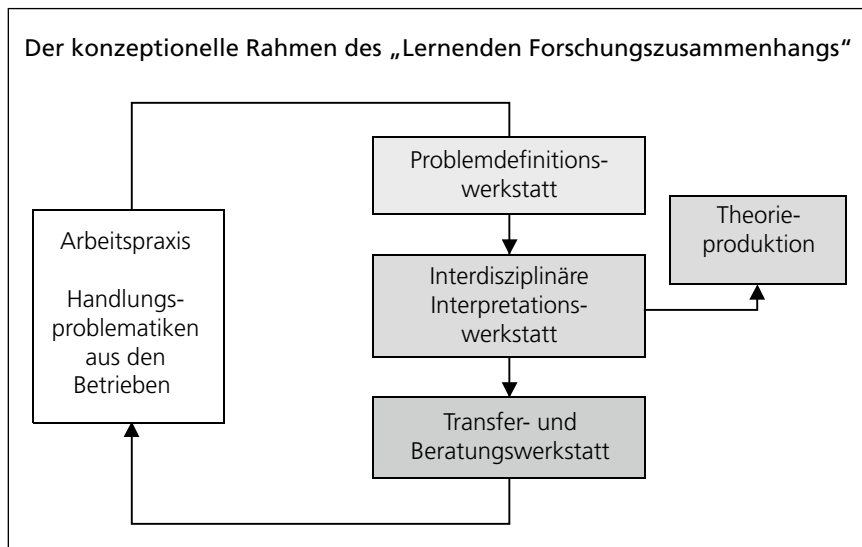 Der konzeptionelle Rahmen des „Lernenden Forschungszusammenhangs“
Problemdefinitions-
werkstatt
Theorie-
produktion
Arbeitspraxis
Handlungs-
problematiken
aus den
Betrieben
Interdisziplinäre
Interpretations-
werkstatt
Transfer- und
Beratungswerkstatt